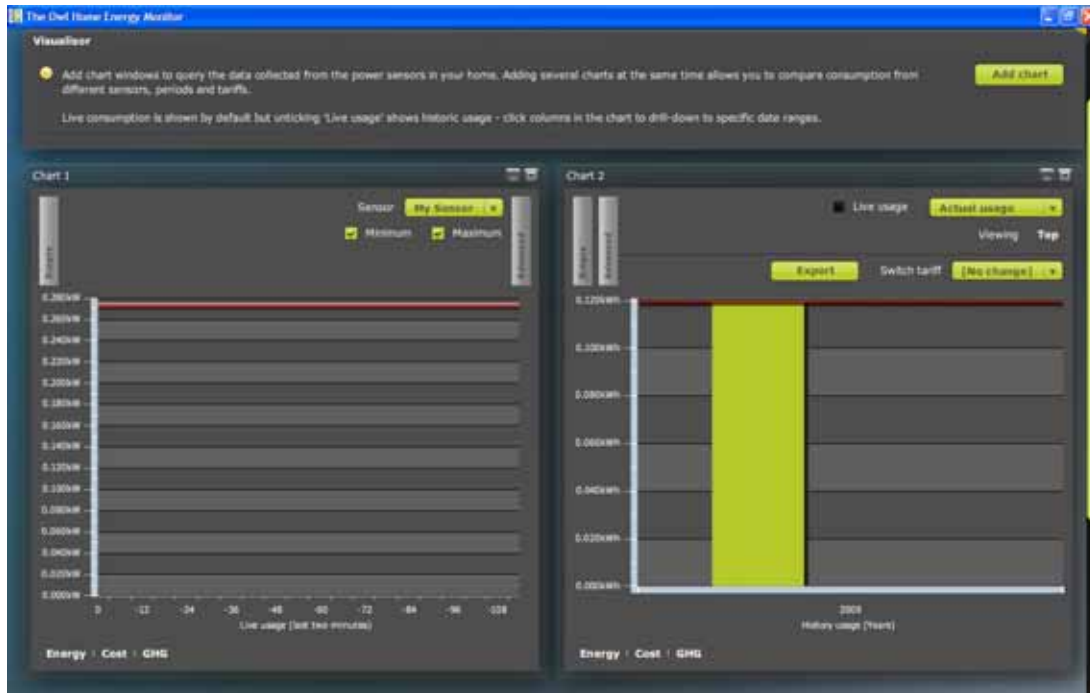 The Owl Home Energy Monitor
Visualisor
Add chart windows to query the data collected from the power sensors in your home. Adding several charts at the same time allows you to compare consumption from
different sensors, periods and tariffs.
Add chart
Live consumption is shown by default but unticking 'Live usage' shows historic usage - click columns in the chart to drill-down to specific date ranges.
Chart 1
Sensor
My Sensor
Minimum
Maximum
Simple
Advanced
0.280kW
0.260kW
0.240kW
0.220kW
0.200kW
0.180kW
0.160kW
0.140kW
0.120kW
0.100kW
0.080kW
0.060kW
0.040kW
0.020kW
0.000kW
0 -12 -24 -36 -48 -60 -72 -84 -96 -108
Live usage (last two minutes)
Energy | Cost | GHG
Chart 2
Live usage
Actual usage
Viewing Top
Simple
Advanced
Export
Switch tariff
[No change]
0.120kWh
0.100kWh
0.080kWh
0.060kWh
0.040kWh
0.020kWh
0.000kWh
History usage (Years)
Energy | Cost | GHG